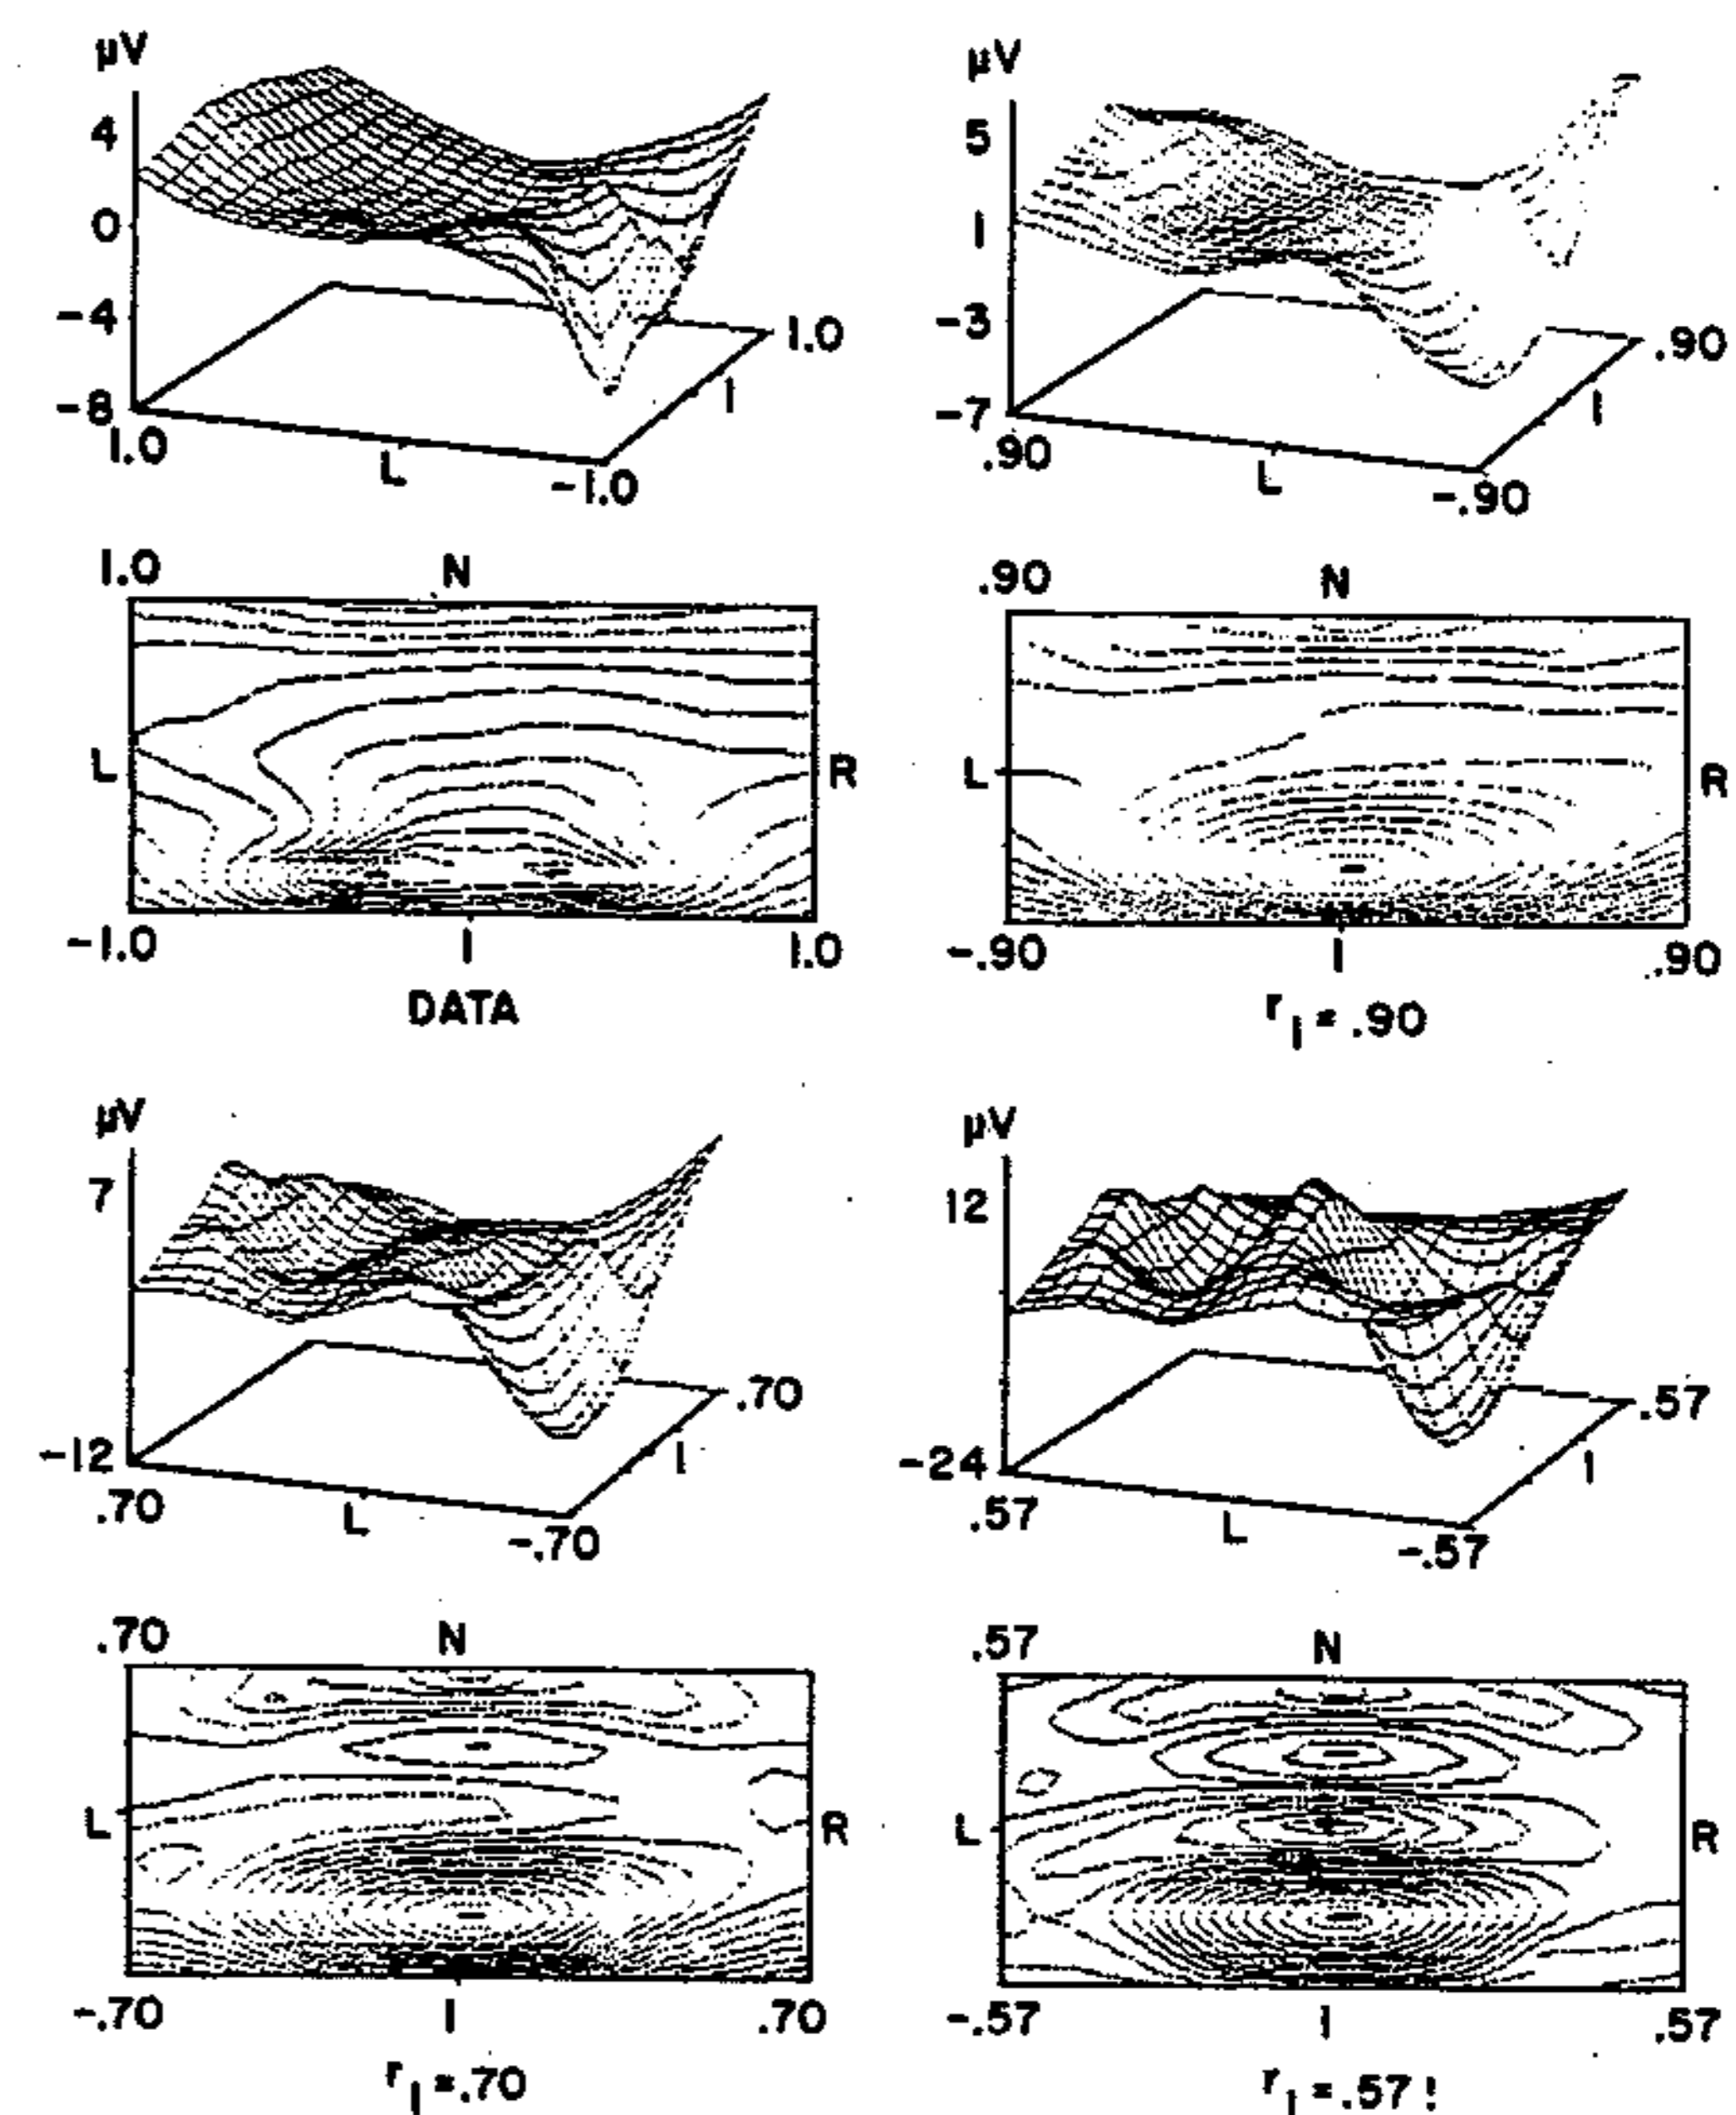 μV
4
0
-4
-8
1.0
L
-1.0
I
1.0
μV
5
1
-3
-7
.90
L
-.90
I
.90
1.0
N
L
R
-1.0
I
1.0
DATA
.90
N
L
R
-.90
I
.90
r₁ = .90
μV
7
-12
.70
L
-.70
I
.70
μV
12
-24
.57
L
-.57
I
.57
.70
N
L
R
-.70
I
.70
r₁ = .70
.57
N
L
R
-.57
I
.57
r₁ = .57 !